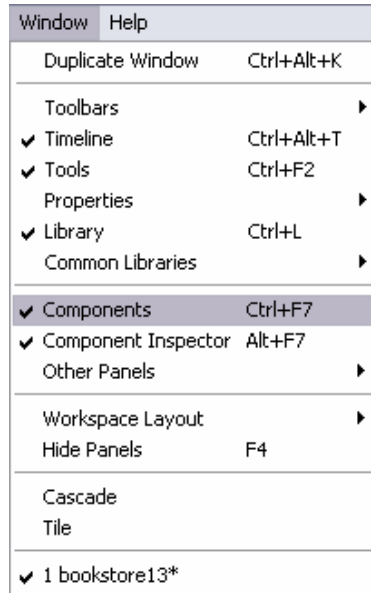 Window Help
Duplicate Window Ctrl+Alt+K
Toolbars
Timeline Ctrl+Alt+T
Tools Ctrl+F2
Properties
Library Ctrl+L
Common Libraries
Components Ctrl+F7
Component Inspector Alt+F7
Other Panels
Workspace Layout
Hide Panels F4
Cascade
Tile
1 bookstore13*